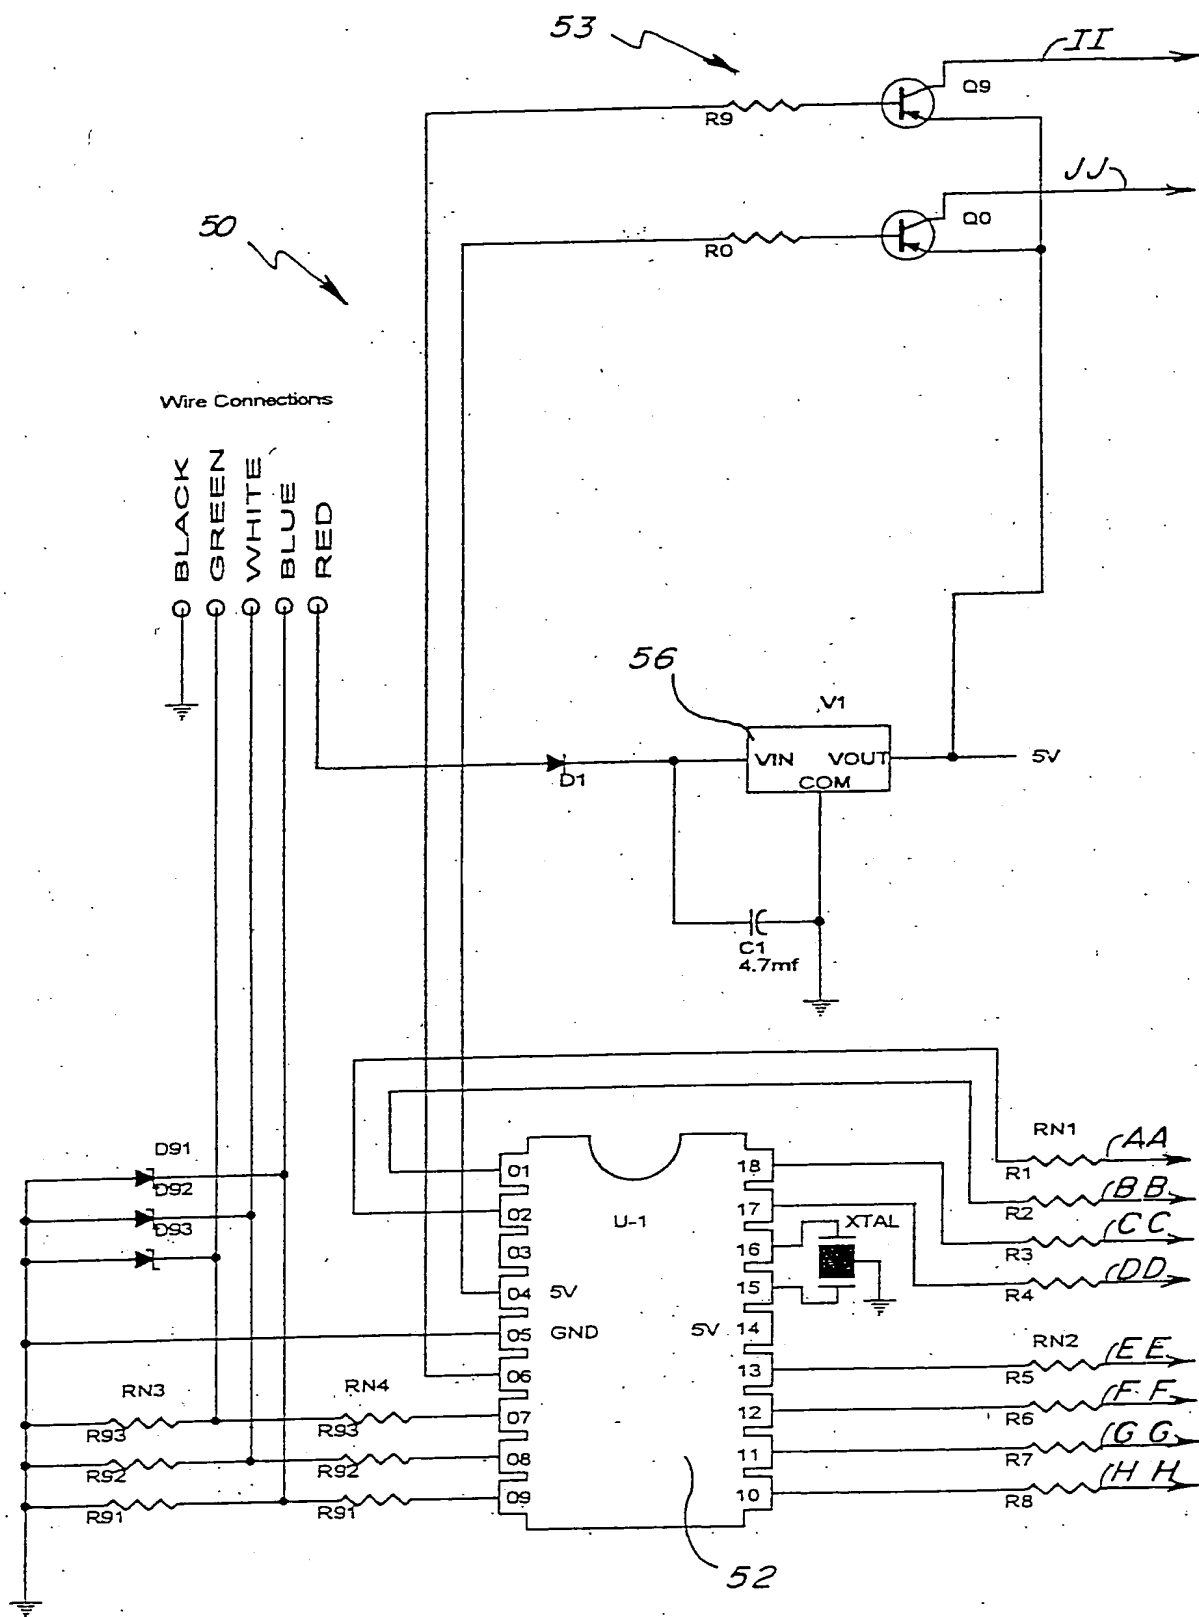 53
II
Q9
R9
JJ
50
Q0
R0
Wire Connections
BLACK
GREEN
WHITE
BLUE
RED
56
V1
VIN
VOUT
5V
COM
D1
C1
4.7mf
D91
D92
D93
RN1
AA
R1
BB
R2
CC
R3
DD
R4
01
02
03
04
05
06
07
08
09
18
17
16
15
14
13
12
11
10
U-1
XTAL
5V
GND
5V
RN2
EE
R5
FF
R6
GG
R7
HH
R8
RN3
RN4
R93
R93
R92
R92
R91
R91
52